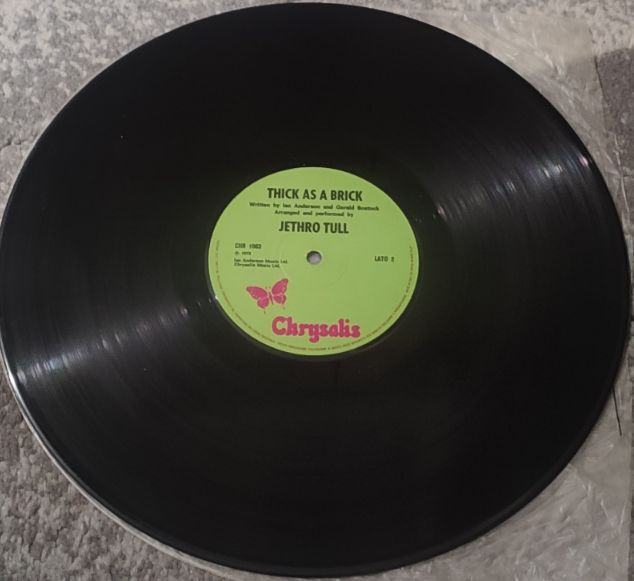 THICK AS A BRICK
Written by Ian Anderson and Gerald Bostock
Arranged and performed by
JETHRO TULL
CHR 1003
LATO 2
℗ 1972
Ian Anderson Music Ltd.
Chrysalis Music Ltd.
Chrysalis